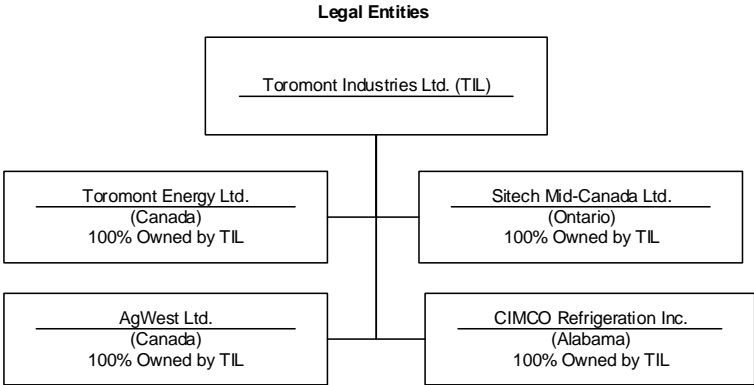 Legal Entities
Toromont Industries Ltd. (TIL)
Toromont Energy Ltd.
(Canada)
100% Owned by TIL
Sitech Mid-Canada Ltd.
(Ontario)
100% Owned by TIL
AgWest Ltd.
(Canada)
100% Owned by TIL
CIMCO Refrigeration Inc.
(Alabama)
100% Owned by TIL